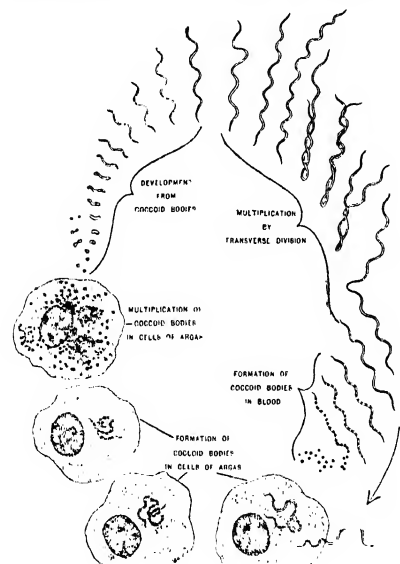 DEVELOPMENT
FROM
COCCOID BODIES
MULTIPLICATION
BY
TRANSVERSE DIVISION
MULTIPLICATION OF
COCCOID BODIES
IN CELLS OF ARGAS
FORMATION OF
COCCOID BODIES
IN BLOOD
FORMATION OF
COCCOID BODIES
IN CELLS OF ARGAS